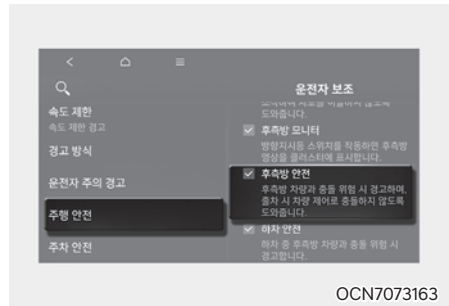 운전자 보조
속도 제한
속도 제한 경고
경고 방식
운전자 주의 경고
주행 안전
주차 안전
도와줍니다.
후측방 모니터
방향지시등 스위치를 작동하면 후측방
영상을 클러스터에 표시합니다.
후측방 안전
후측방 차량과 충돌 위험 시 경고하며,
출차 시 차량 제어로 충돌하지 않도록
도와줍니다.
하차 안전
하차 중 후측방 차량과 충돌 위험 시
경고합니다.
OCN7073163